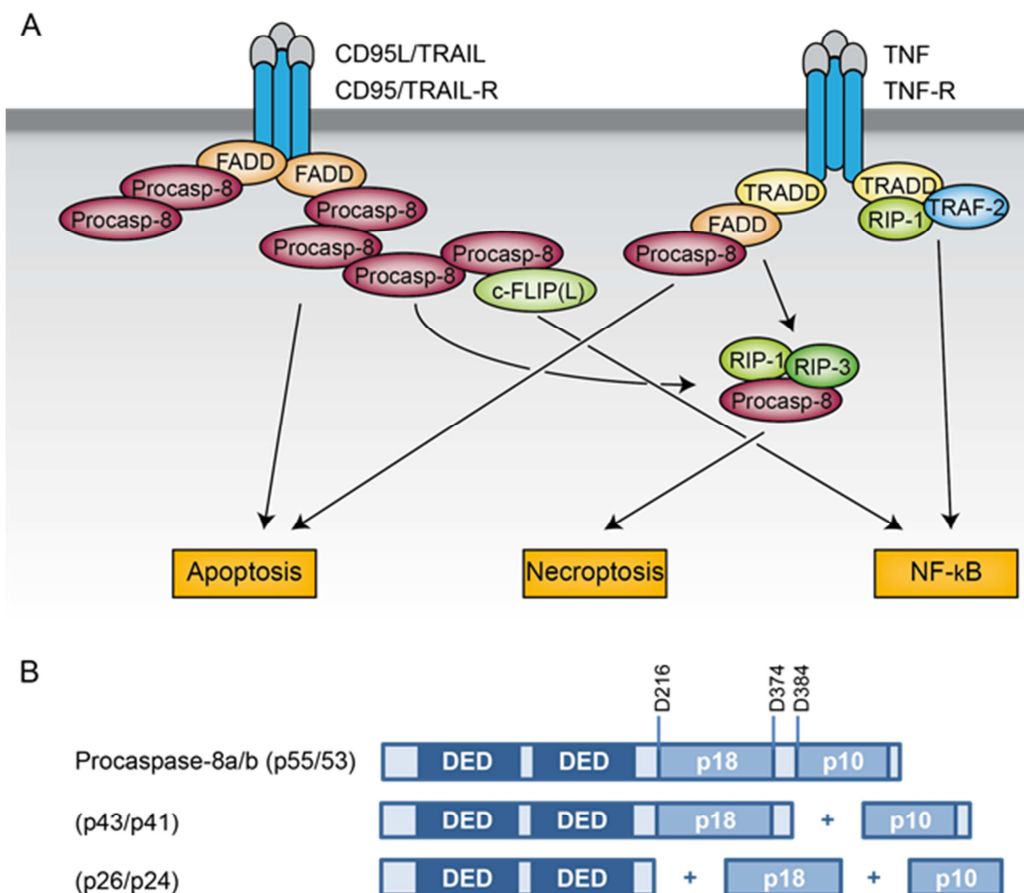 A
CD95L/TRAIL
CD95/TRAIL-R
TNF
TNF-R
FADD
FADD
Procasp-8
Procasp-8
Procasp-8
Procasp-8
Procasp-8
Procasp-8
c-FLIP(L)
TRADD
FADD
Procasp-8
TRADD
RIP-1
TRAF-2
RIP-1
RIP-3
Procasp-8
Apoptosis
Necroptosis
NF-κB
B
D216
D374
D384
Procaspase-8a/b (p55/53)
DED DED p18 p10
(p43/p41)
DED DED p18 + p10
(p26/p24)
DED DED + p18 + p10